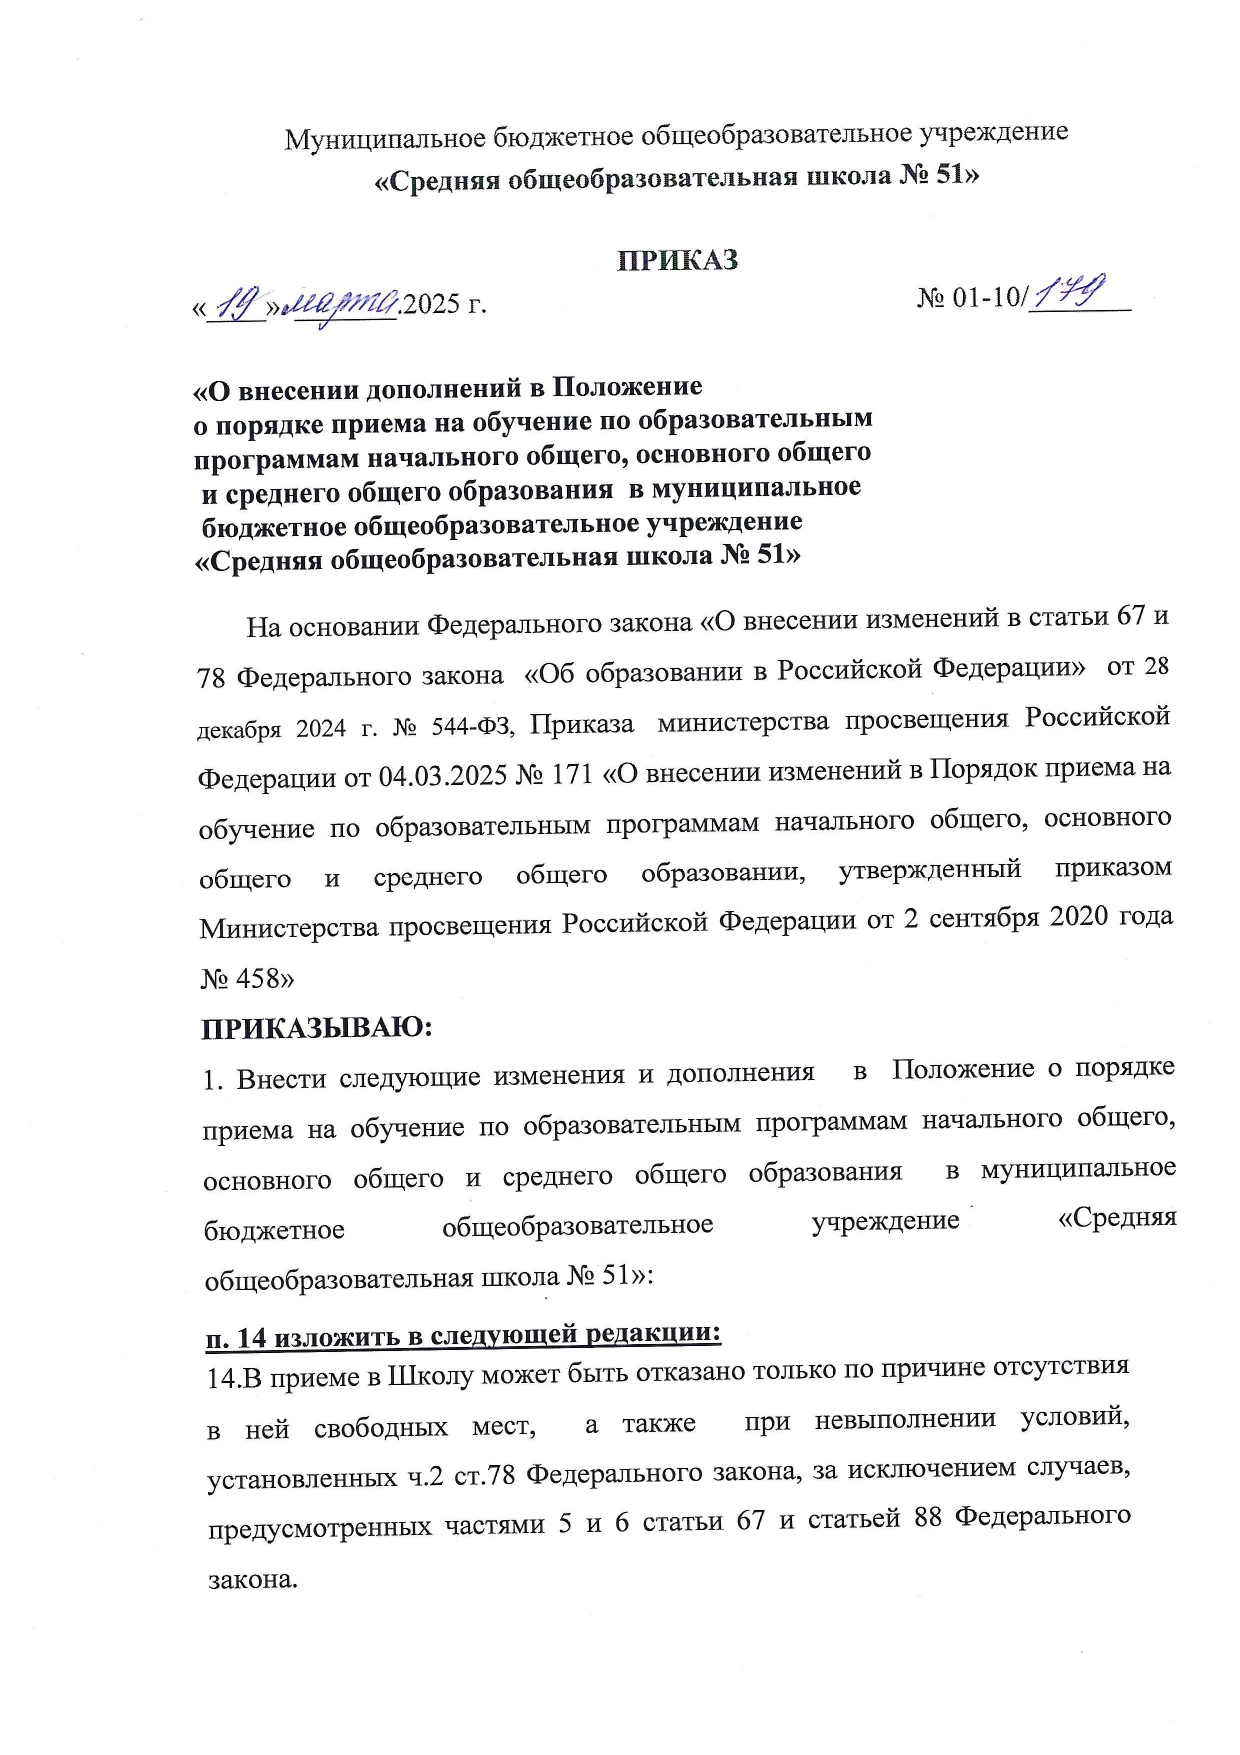 Муниципальное бюджетное общеобразовательное учреждение
«Средняя общеобразовательная школа № 51»
ПРИКАЗ
«19» марта.2025 г. № 01-10/179
«О внесении дополнений в Положение
о порядке приема на обучение по образовательным
программам начального общего, основного общего
и среднего общего образования в муниципальное
бюджетное общеобразовательное учреждение
«Средняя общеобразовательная школа № 51»
На основании Федерального закона «О внесении изменений в статьи 67 и
78 Федерального закона «Об образовании в Российской Федерации» от 28
декабря 2024 г. № 544-ФЗ, Приказа министерства просвещения Российской
Федерации от 04.03.2025 № 171 «О внесении изменений в Порядок приема на
обучение по образовательным программам начального общего, основного
общего и среднего общего образовании, утвержденный приказом
Министерства просвещения Российской Федерации от 2 сентября 2020 года
№ 458»
ПРИКАЗЫВАЮ:
1. Внести следующие изменения и дополнения в Положение о порядке
приема на обучение по образовательным программам начального общего,
основного общего и среднего общего образования в муниципальное
бюджетное общеобразовательное учреждение «Средняя
общеобразовательная школа № 51»:
п. 14 изложить в следующей редакции:
14.В приеме в Школу может быть отказано только по причине отсутствия
в ней свободных мест, а также при невыполнении условий,
установленных ч.2 ст.78 Федерального закона, за исключением случаев,
предусмотренных частями 5 и 6 статьи 67 и статьей 88 Федерального
закона.